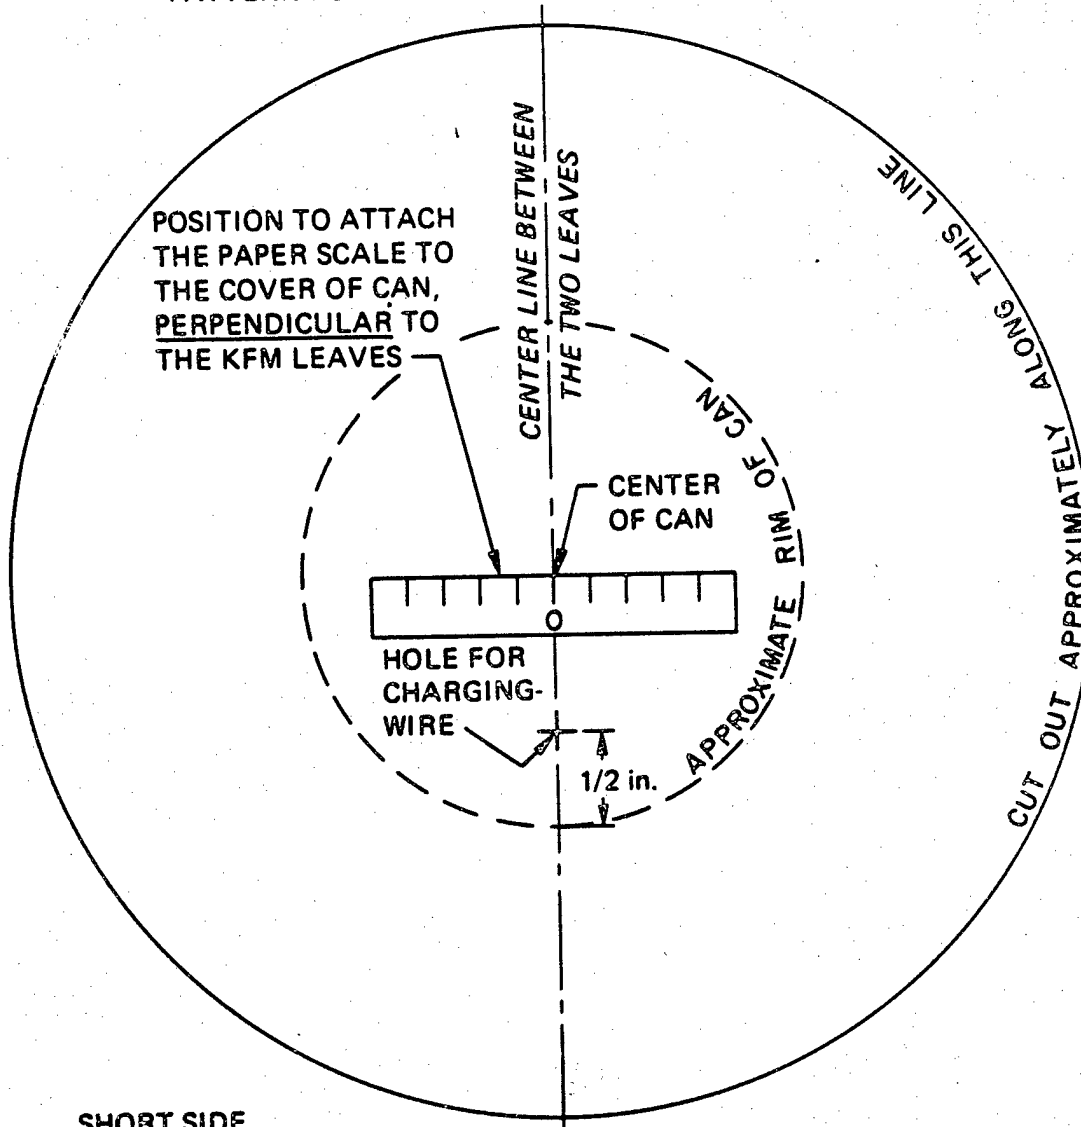 CENTER LINE BETWEEN
THE TWO LEAVES
POSITION TO ATTACH
THE PAPER SCALE TO
THE COVER OF CAN,
PERPENDICULAR TO
THE KFM LEAVES
CENTER
OF CAN
0
HOLE FOR
CHARGING-
WIRE
1/2 in.
APPROXIMATE RIM OF CAN
CUT OUT APPROXIMATELY ALONG THIS LINE
SHORT SIDE